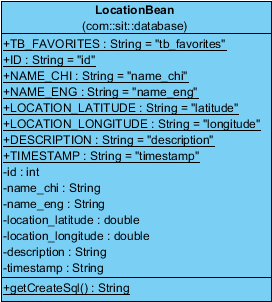 LocationBean
(com::sit::database)
+TB_FAVORITES : String = "tb_favorites"
+ID : String = "id"
+NAME_CHI : String = "name_chi"
+NAME_ENG : String = "name_eng"
+LOCATION_LATITUDE : String = "latitude"
+LOCATION_LONGITUDE : String = "longitude"
+DESCRIPTION : String = "description"
+TIMESTAMP : String = "timestamp"
-id : int
-name_chi : String
-name_eng : String
-location_latitude : double
-location_longitude : double
-description : String
-timestamp : String
+getCreateSql() : String